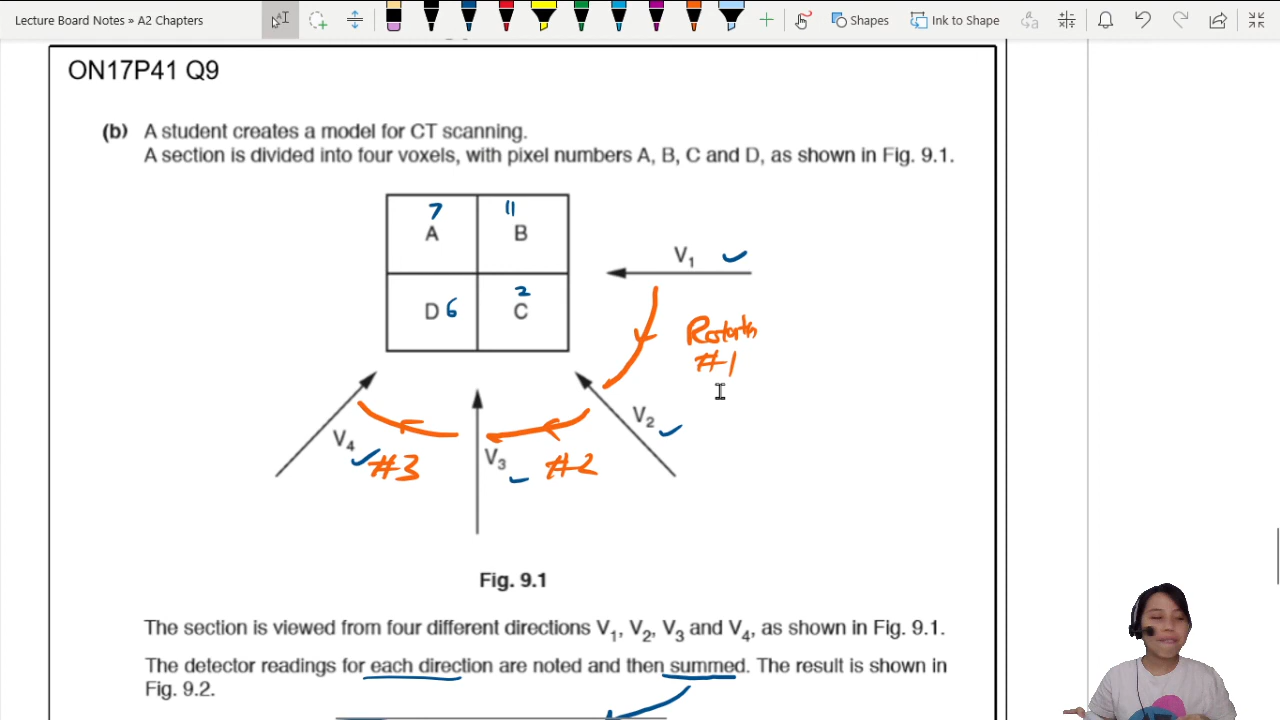 Lecture Board Notes » A2 Chapters
Shapes
Ink to Shape
ON17P41 Q9
(b) A student creates a model for CT scanning.
A section is divided into four voxels, with pixel numbers A, B, C and D, as shown in Fig. 9.1.
7 11
A B
2
D 6 C
V₁
#1
V₂
V₄ #3
V₃ #2
Fig. 9.1
The section is viewed from four different directions V₁, V₂, V₃ and V₄, as shown in Fig. 9.1.
The detector readings for each direction are noted and then summed. The result is shown in
Fig. 9.2.